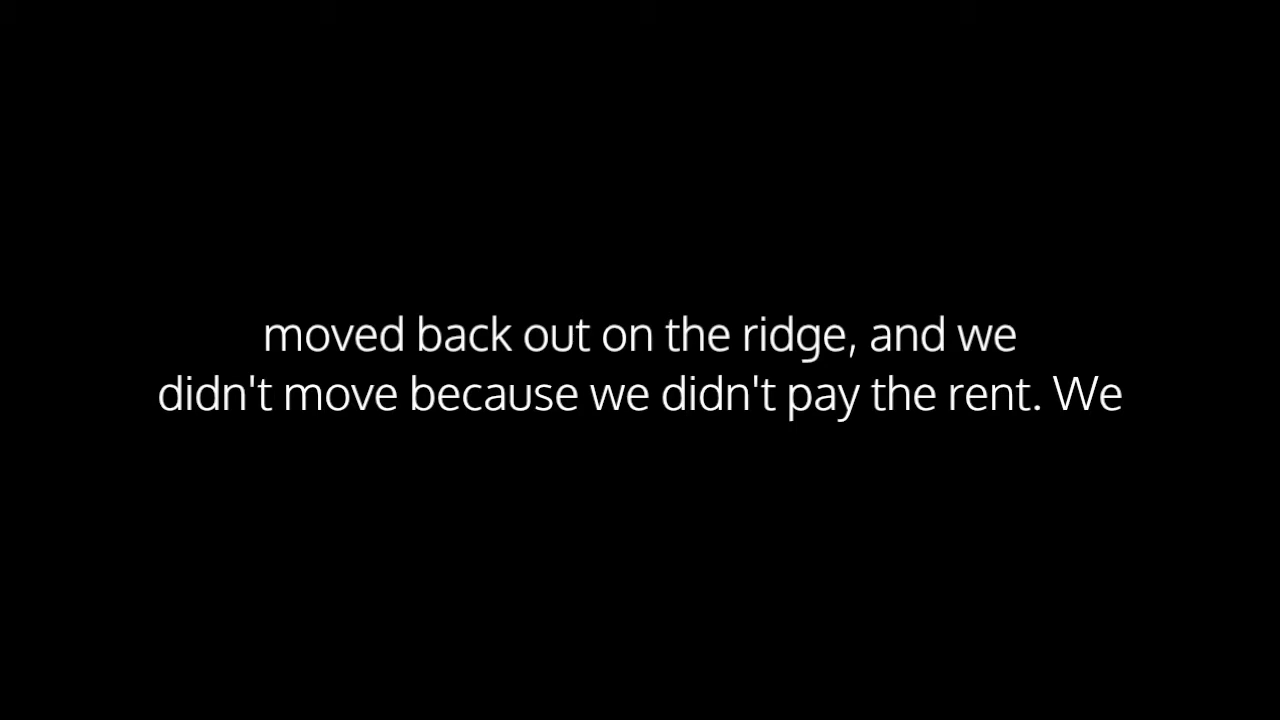 moved back out on the ridge, and we
didn't move because we didn't pay the rent. We